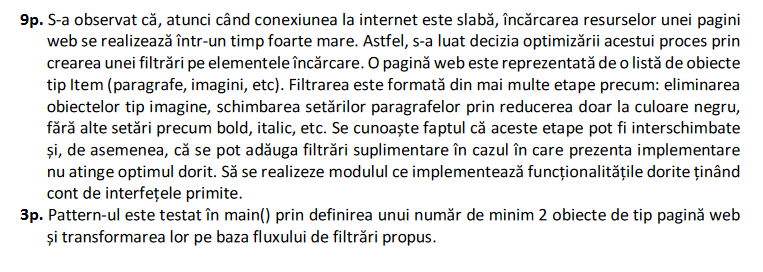 9p. S-a observat că, atunci când conexiunea la internet este slabă, încărcarea resurselor unei pagini
web se realizează într-un timp foarte mare. Astfel, s-a luat decizia optimizării acestui proces prin
crearea unei filtrări pe elementele încărcare. O pagină web este reprezentată de o listă de obiecte
tip Item (paragrafe, imagini, etc). Filtrarea este formată din mai multe etape precum: eliminarea
obiectelor tip imagine, schimbarea setărilor paragrafelor prin reducerea doar la culoare negru,
fără alte setări precum bold, italic, etc. Se cunoaște faptul că aceste etape pot fi interschimbate
și, de asemenea, că se pot adăuga filtrări suplimentare în cazul în care prezenta implementare
nu atinge optimul dorit. Să se realizeze modulul ce implementează funcționalitățile dorite ținând
cont de interfețele primite.
3p. Pattern-ul este testat în main() prin definirea unui număr de minim 2 obiecte de tip pagină web
și transformarea lor pe baza fluxului de filtrări propus.